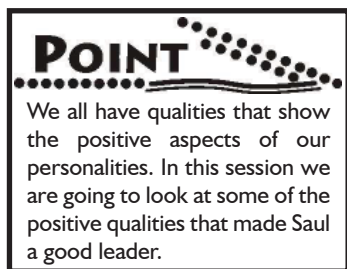 POINT
We all have qualities that show
the positive aspects of our
personalities. In this session we
are going to look at some of the
positive qualities that made Saul
a good leader.